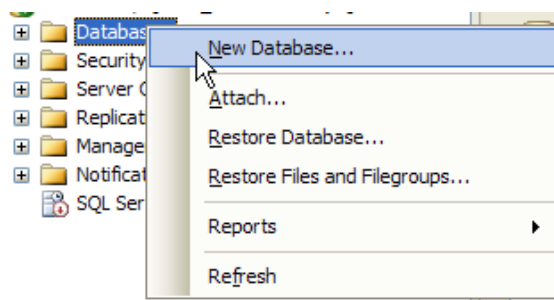 Databas
New Database...
Security
Server
Attach...
Replicat
Restore Database...
Manage
Notificat
Restore Files and Filegroups...
SQL Ser
Reports
Refresh